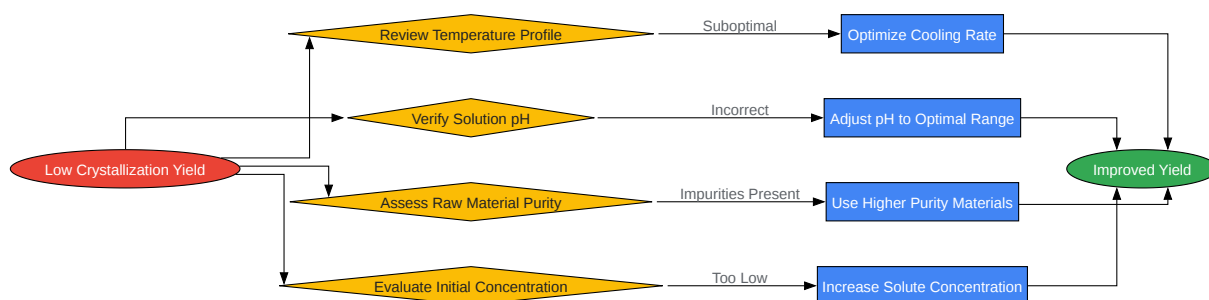 Review Temperature Profile
Suboptimal
Optimize Cooling Rate
Verify Solution pH
Incorrect
Adjust pH to Optimal Range
Low Crystallization Yield
Improved Yield
Assess Raw Material Purity
Impurities Present
Use Higher Purity Materials
Evaluate Initial Concentration
Too Low
Increase Solute Concentration